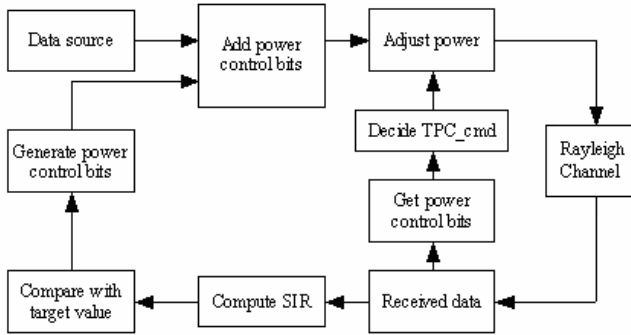 Data source
Add power
control bits
Adjust power
Decide TPC_cmd
Generate power
control bits
Rayleigh
Channel
Get power
control bits
Compare with
target value
Compute SIR
Received data